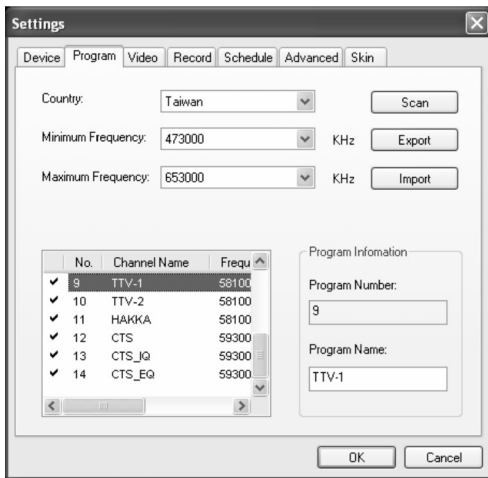 Settings
Device Program Video Record Schedule Advanced Skin
Country: Taiwan Scan
Minimum Frequency: 473000 KHz Export
Maximum Frequency: 653000 KHz Import
No. Channel Name Frequ
9 TTV-1 58100
10 TTV-2 58100
11 HAKKA 58100
12 CTS 59300
13 CTS_IQ 59300
14 CTS_EQ 59300
Program Infomation
Program Number:
9
Program Name:
TTV-1
OK Cancel